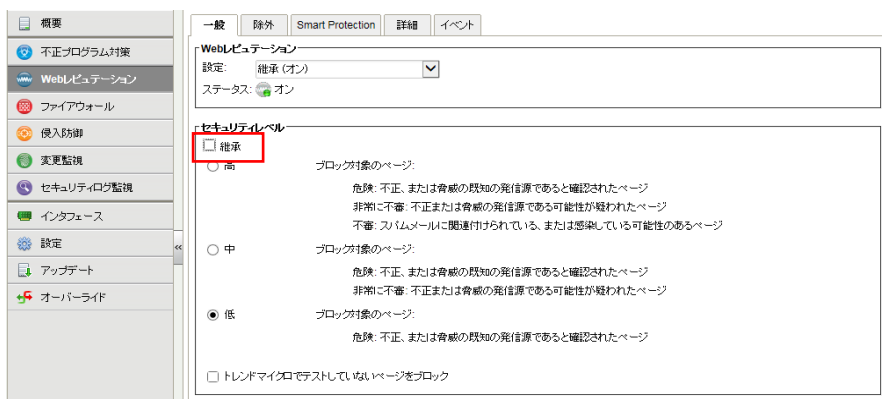 概要
不正プログラム対策
Webレピュテーション
ファイアウォール
侵入防御
変更監視
セキュリティログ監視
インタフェース
設定
アップデート
オーバーライド
一般 除外 Smart Protection 詳細 イベント
Webレピュテーション
設定: 継承 (オン)
ステータス: オン
セキュリティレベル
継承
高 ブロック対象のページ:
危険: 不正、または脅威の既知の発信源であると確認されたページ
非常に不審: 不正または脅威の発信源である可能性が疑われたページ
不審: スパムメールに関連付けられている、または感染している可能性のあるページ
中 ブロック対象のページ:
危険: 不正、または脅威の既知の発信源であると確認されたページ
非常に不審: 不正または脅威の発信源である可能性が疑われたページ
低 ブロック対象のページ:
危険: 不正、または脅威の既知の発信源であると確認されたページ
トレンドマイクロでテストしていないページをブロック